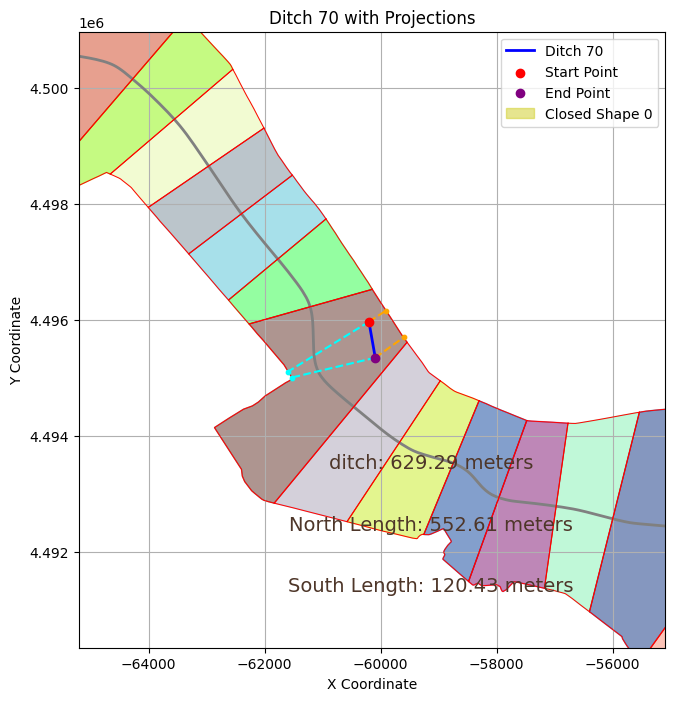 Ditch 70 with Projections
1e6
Ditch 70
Start Point
End Point
Closed Shape 0
4.500
4.498
4.496
4.494
4.492
Y Coordinate
ditch: 629.29 meters
North Length: 552.61 meters
South Length: 120.43 meters
−64000 −62000 −60000 −58000 −56000
X Coordinate